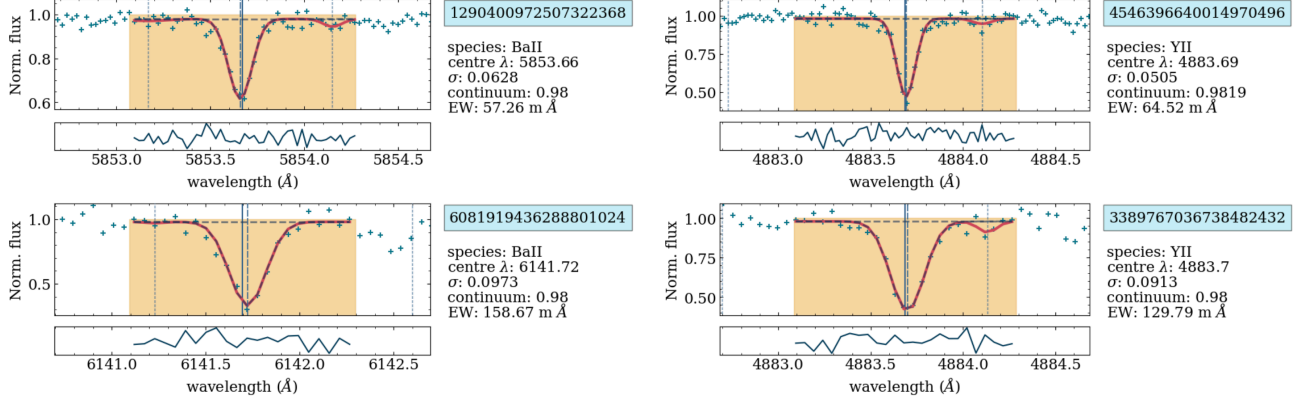 1.0
0.8
0.6
Norm. flux
5853.0 5853.5 5854.0 5854.5
wavelength (Å)
1290400972507322368
species: BaII
centre λ: 5853.66
σ: 0.0628
continuum: 0.98
EW: 57.26 m Å
1.00
0.75
0.50
Norm. flux
4883.0 4883.5 4884.0 4884.5
wavelength (Å)
4546396640014970496
species: YII
centre λ: 4883.69
σ: 0.0505
continuum: 0.9819
EW: 64.52 m Å
1.0
0.5
Norm. flux
6141.0 6141.5 6142.0 6142.5
wavelength (Å)
6081919436288801024
species: BaII
centre λ: 6141.72
σ: 0.0973
continuum: 0.98
EW: 158.67 m Å
1.00
0.75
0.50
Norm. flux
4883.0 4883.5 4884.0 4884.5
wavelength (Å)
3389767036738482432
species: YII
centre λ: 4883.7
σ: 0.0913
continuum: 0.98
EW: 129.79 m Å